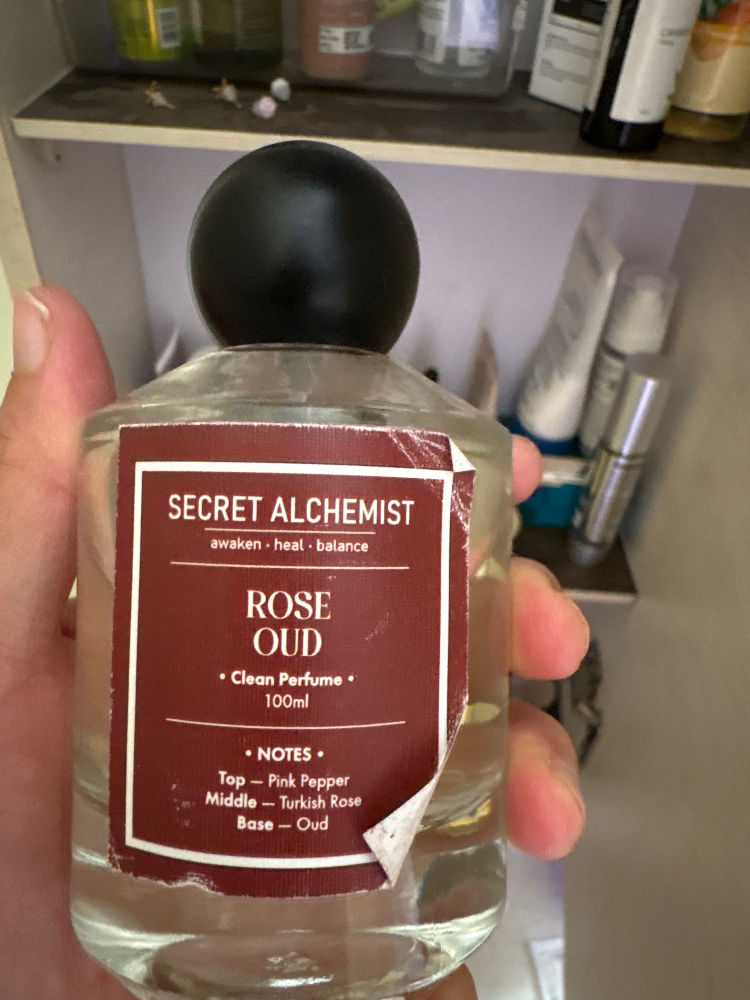 SECRET ALCHEMIST
awaken · heal · balance
ROSE
OUD
• Clean Perfume •
100ml
• NOTES •
Top — Pink Pepper
Middle — Turkish Rose
Base — Oud